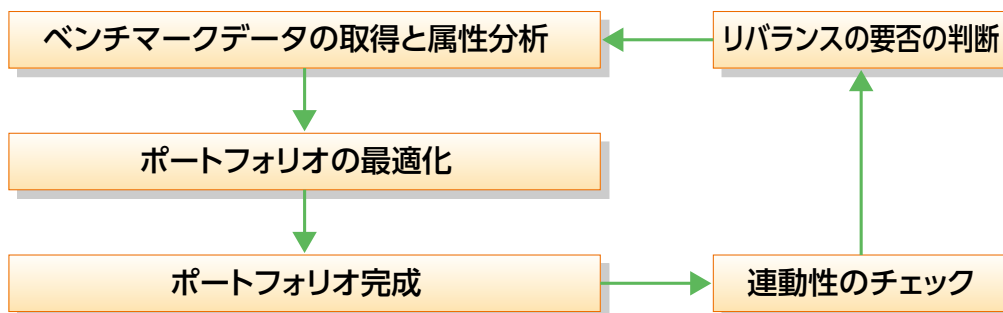 ベンチマークデータの取得と属性分析
リバランスの要否の判断
ポートフォリオの最適化
ポートフォリオ完成
連動性のチェック